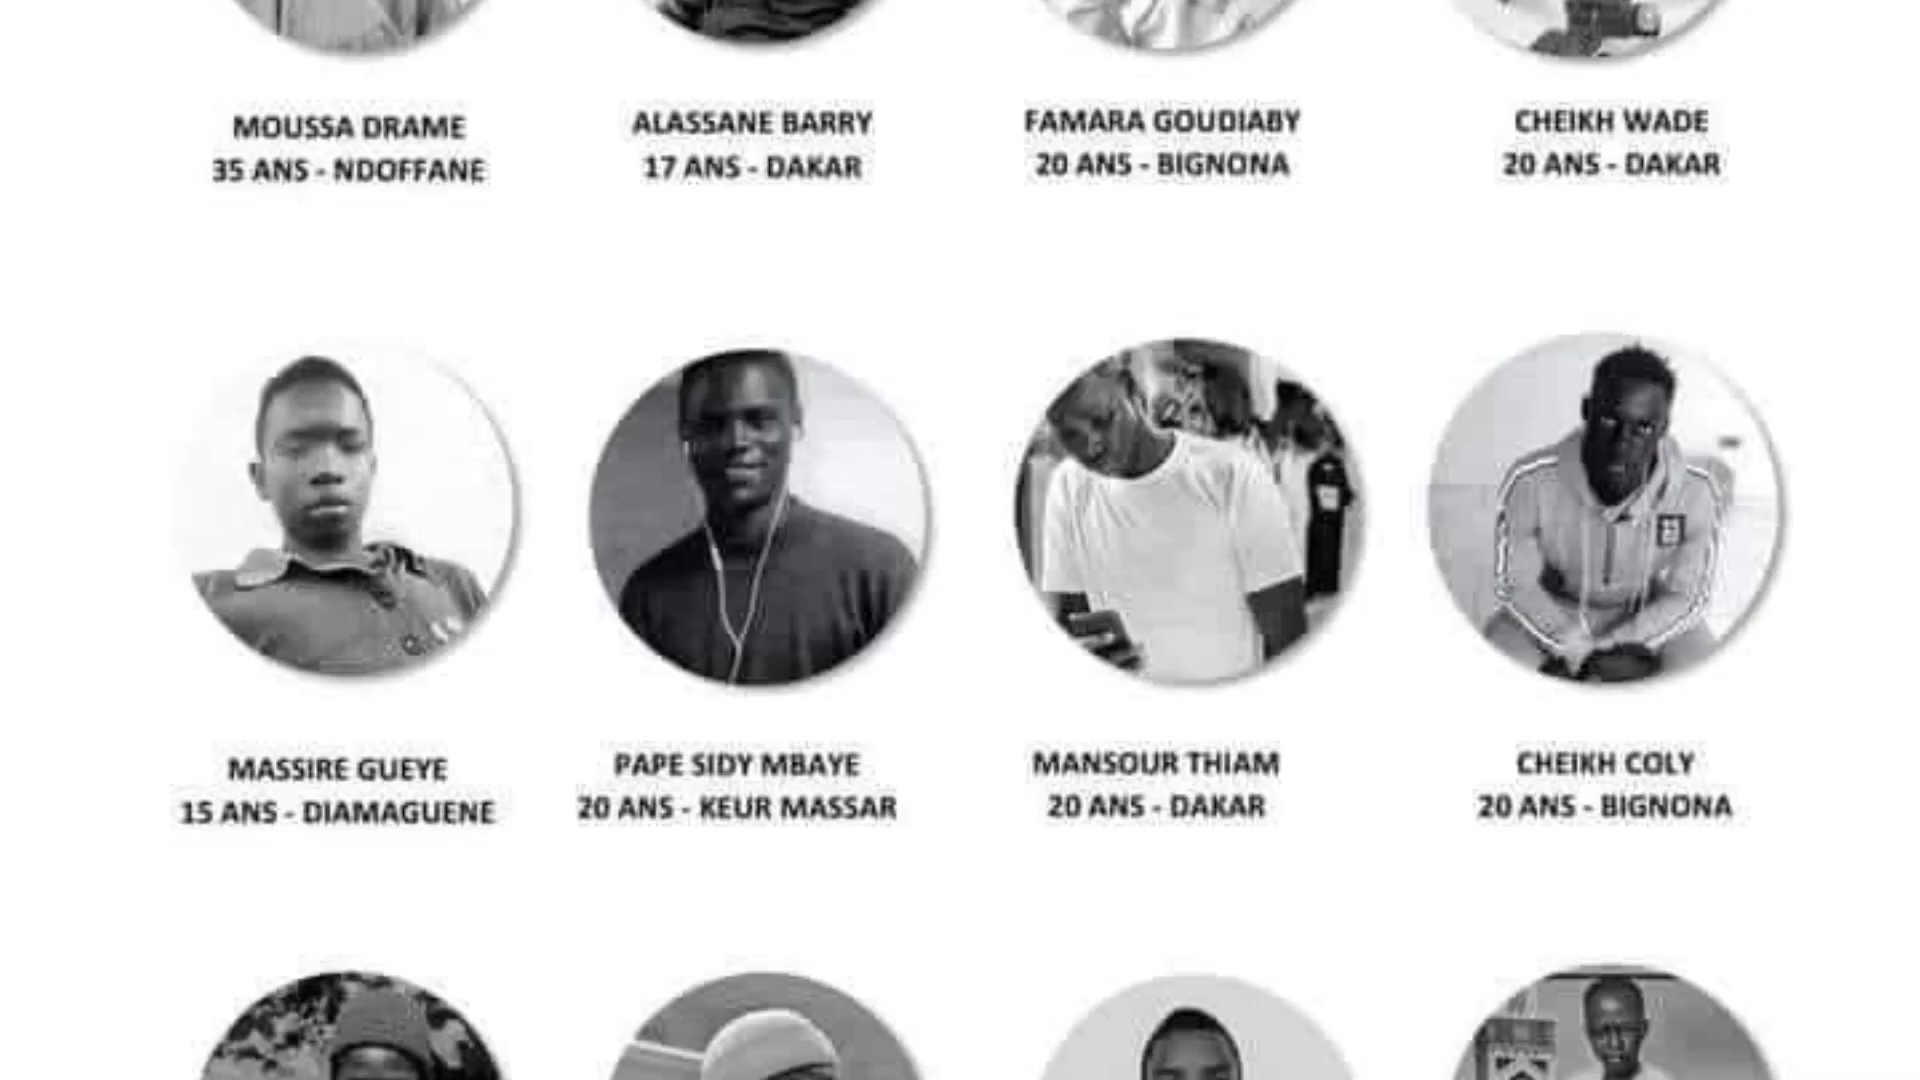 MOUSSA DRAME
35 ANS - NDOFFANE
ALASSANE BARRY
17 ANS - DAKAR
FAMARA GOUDIABY
20 ANS - BIGNONA
CHEIKH WADE
20 ANS - DAKAR
MASSIRE GUEYE
15 ANS - DIAMAGUENE
PAPE SIDY MBAYE
20 ANS - KEUR MASSAR
MANSOUR THIAM
20 ANS - DAKAR
CHEIKH COLY
20 ANS - BIGNONA